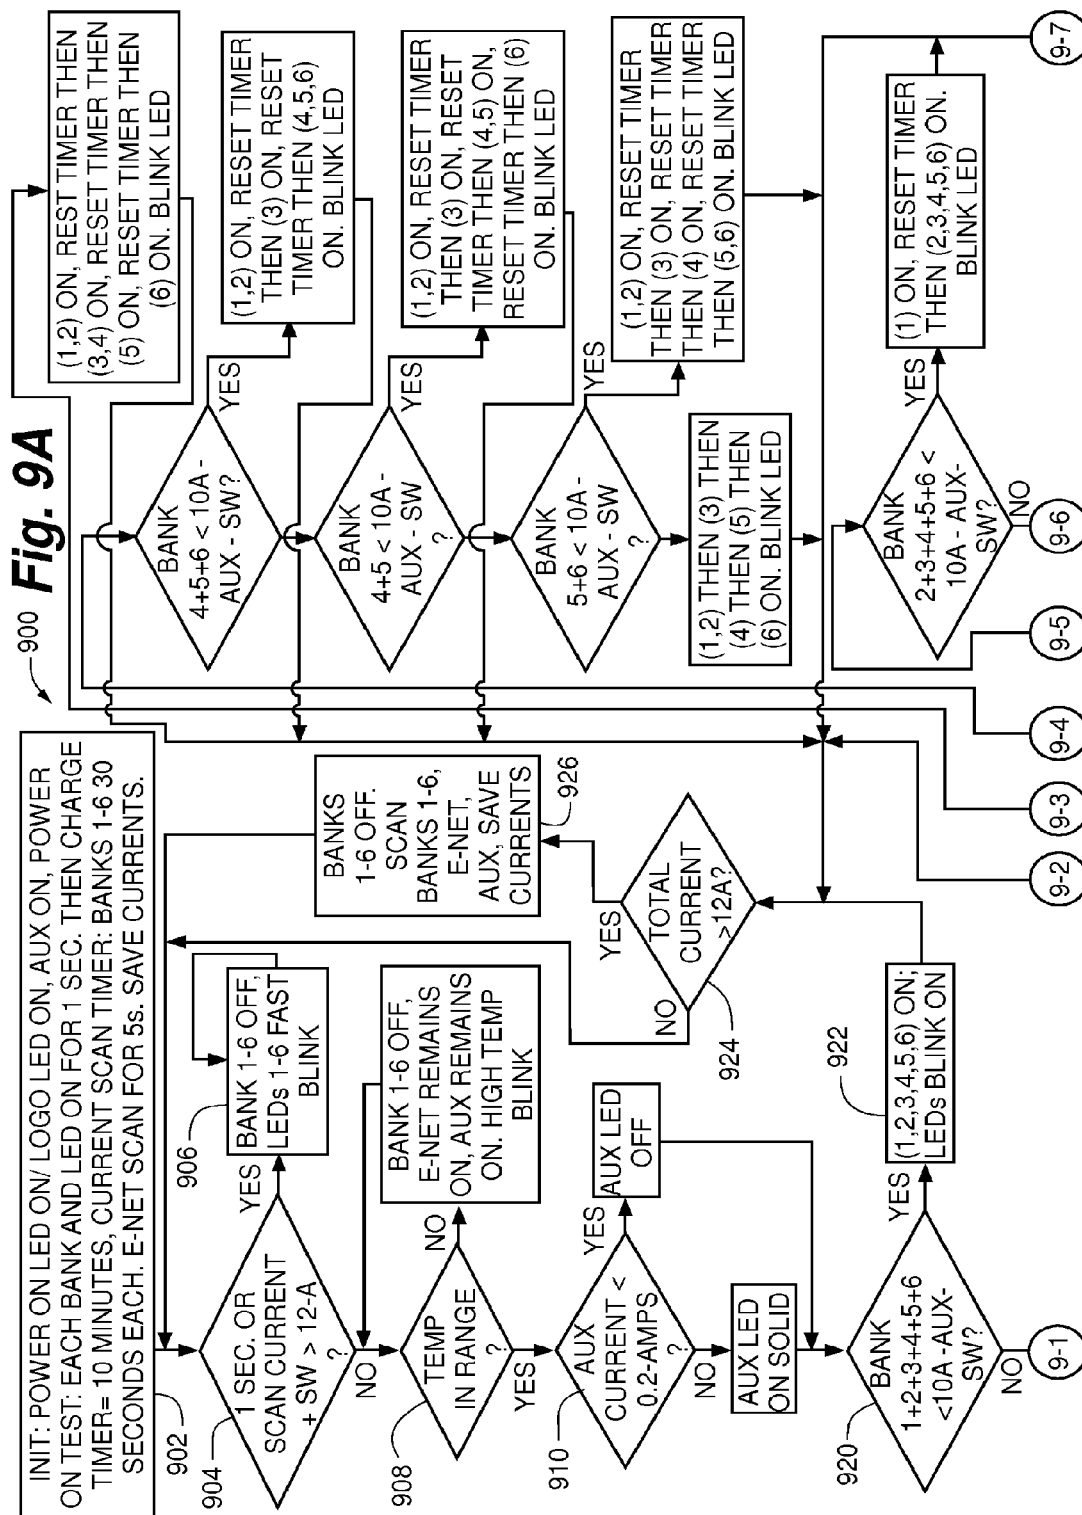 Fig. 9A
900
INIT: POWER ON LED ON/ LOGO LED ON, AUX ON, POWER
ON TEST: EACH BANK AND LED ON FOR 1 SEC. THEN CHARGE
TIMER= 10 MINUTES, CURRENT SCAN TIMER: BANKS 1-6 30
SECONDS EACH. E-NET SCAN FOR 5s. SAVE CURRENTS.
902
904
1 SEC. OR
SCAN CURRENT
+ SW > 12-A
?
YES
NO
906
BANK 1-6 OFF,
LEDs 1-6 FAST
BLINK
908
TEMP
IN RANGE
?
NO
YES
BANK 1-6 OFF,
E-NET REMAINS
ON, AUX REMAINS
ON. HIGH TEMP
BLINK
910
AUX
CURRENT <
0.2-AMPS
?
YES
NO
AUX LED
OFF
AUX LED
ON SOLID
920
BANK
1+2+3+4+5+6
<10A -AUX-
SW?
YES
NO
9-1
922
(1,2,3,4,5,6) ON;
LEDs BLINK ON
924
TOTAL
CURRENT
>12A?
YES
NO
926
BANKS
1-6 OFF.
SCAN
BANKS 1-6,
E-NET,
AUX, SAVE
CURRENTS
(1,2) ON, REST TIMER THEN
(3,4) ON, RESET TIMER THEN
(5) ON, RESET TIMER THEN
(6) ON. BLINK LED
BANK
4+5+6 < 10A -
AUX - SW?
YES
(1,2) ON, RESET TIMER
THEN (3) ON, RESET
TIMER THEN (4,5,6)
ON. BLINK LED
BANK
4+5 < 10A -
AUX - SW
?
YES
(1,2) ON, RESET TIMER
THEN (3) ON, RESET
TIMER THEN (4,5) ON,
RESET TIMER THEN (6)
ON. BLINK LED
BANK
5+6 < 10A -
AUX - SW
?
YES
(1,2) ON, RESET TIMER
THEN (3) ON, RESET TIMER
THEN (4) ON, RESET TIMER
THEN (5,6) ON. BLINK LED
(1,2) THEN (3) THEN
(4) THEN (5) THEN
(6) ON. BLINK LED
BANK
2+3+4+5+6 <
10A - AUX-
SW?
YES
NO
(1) ON, RESET TIMER
THEN (2,3,4,5,6) ON.
BLINK LED
9-2
9-3
9-4
9-5
9-6
9-7